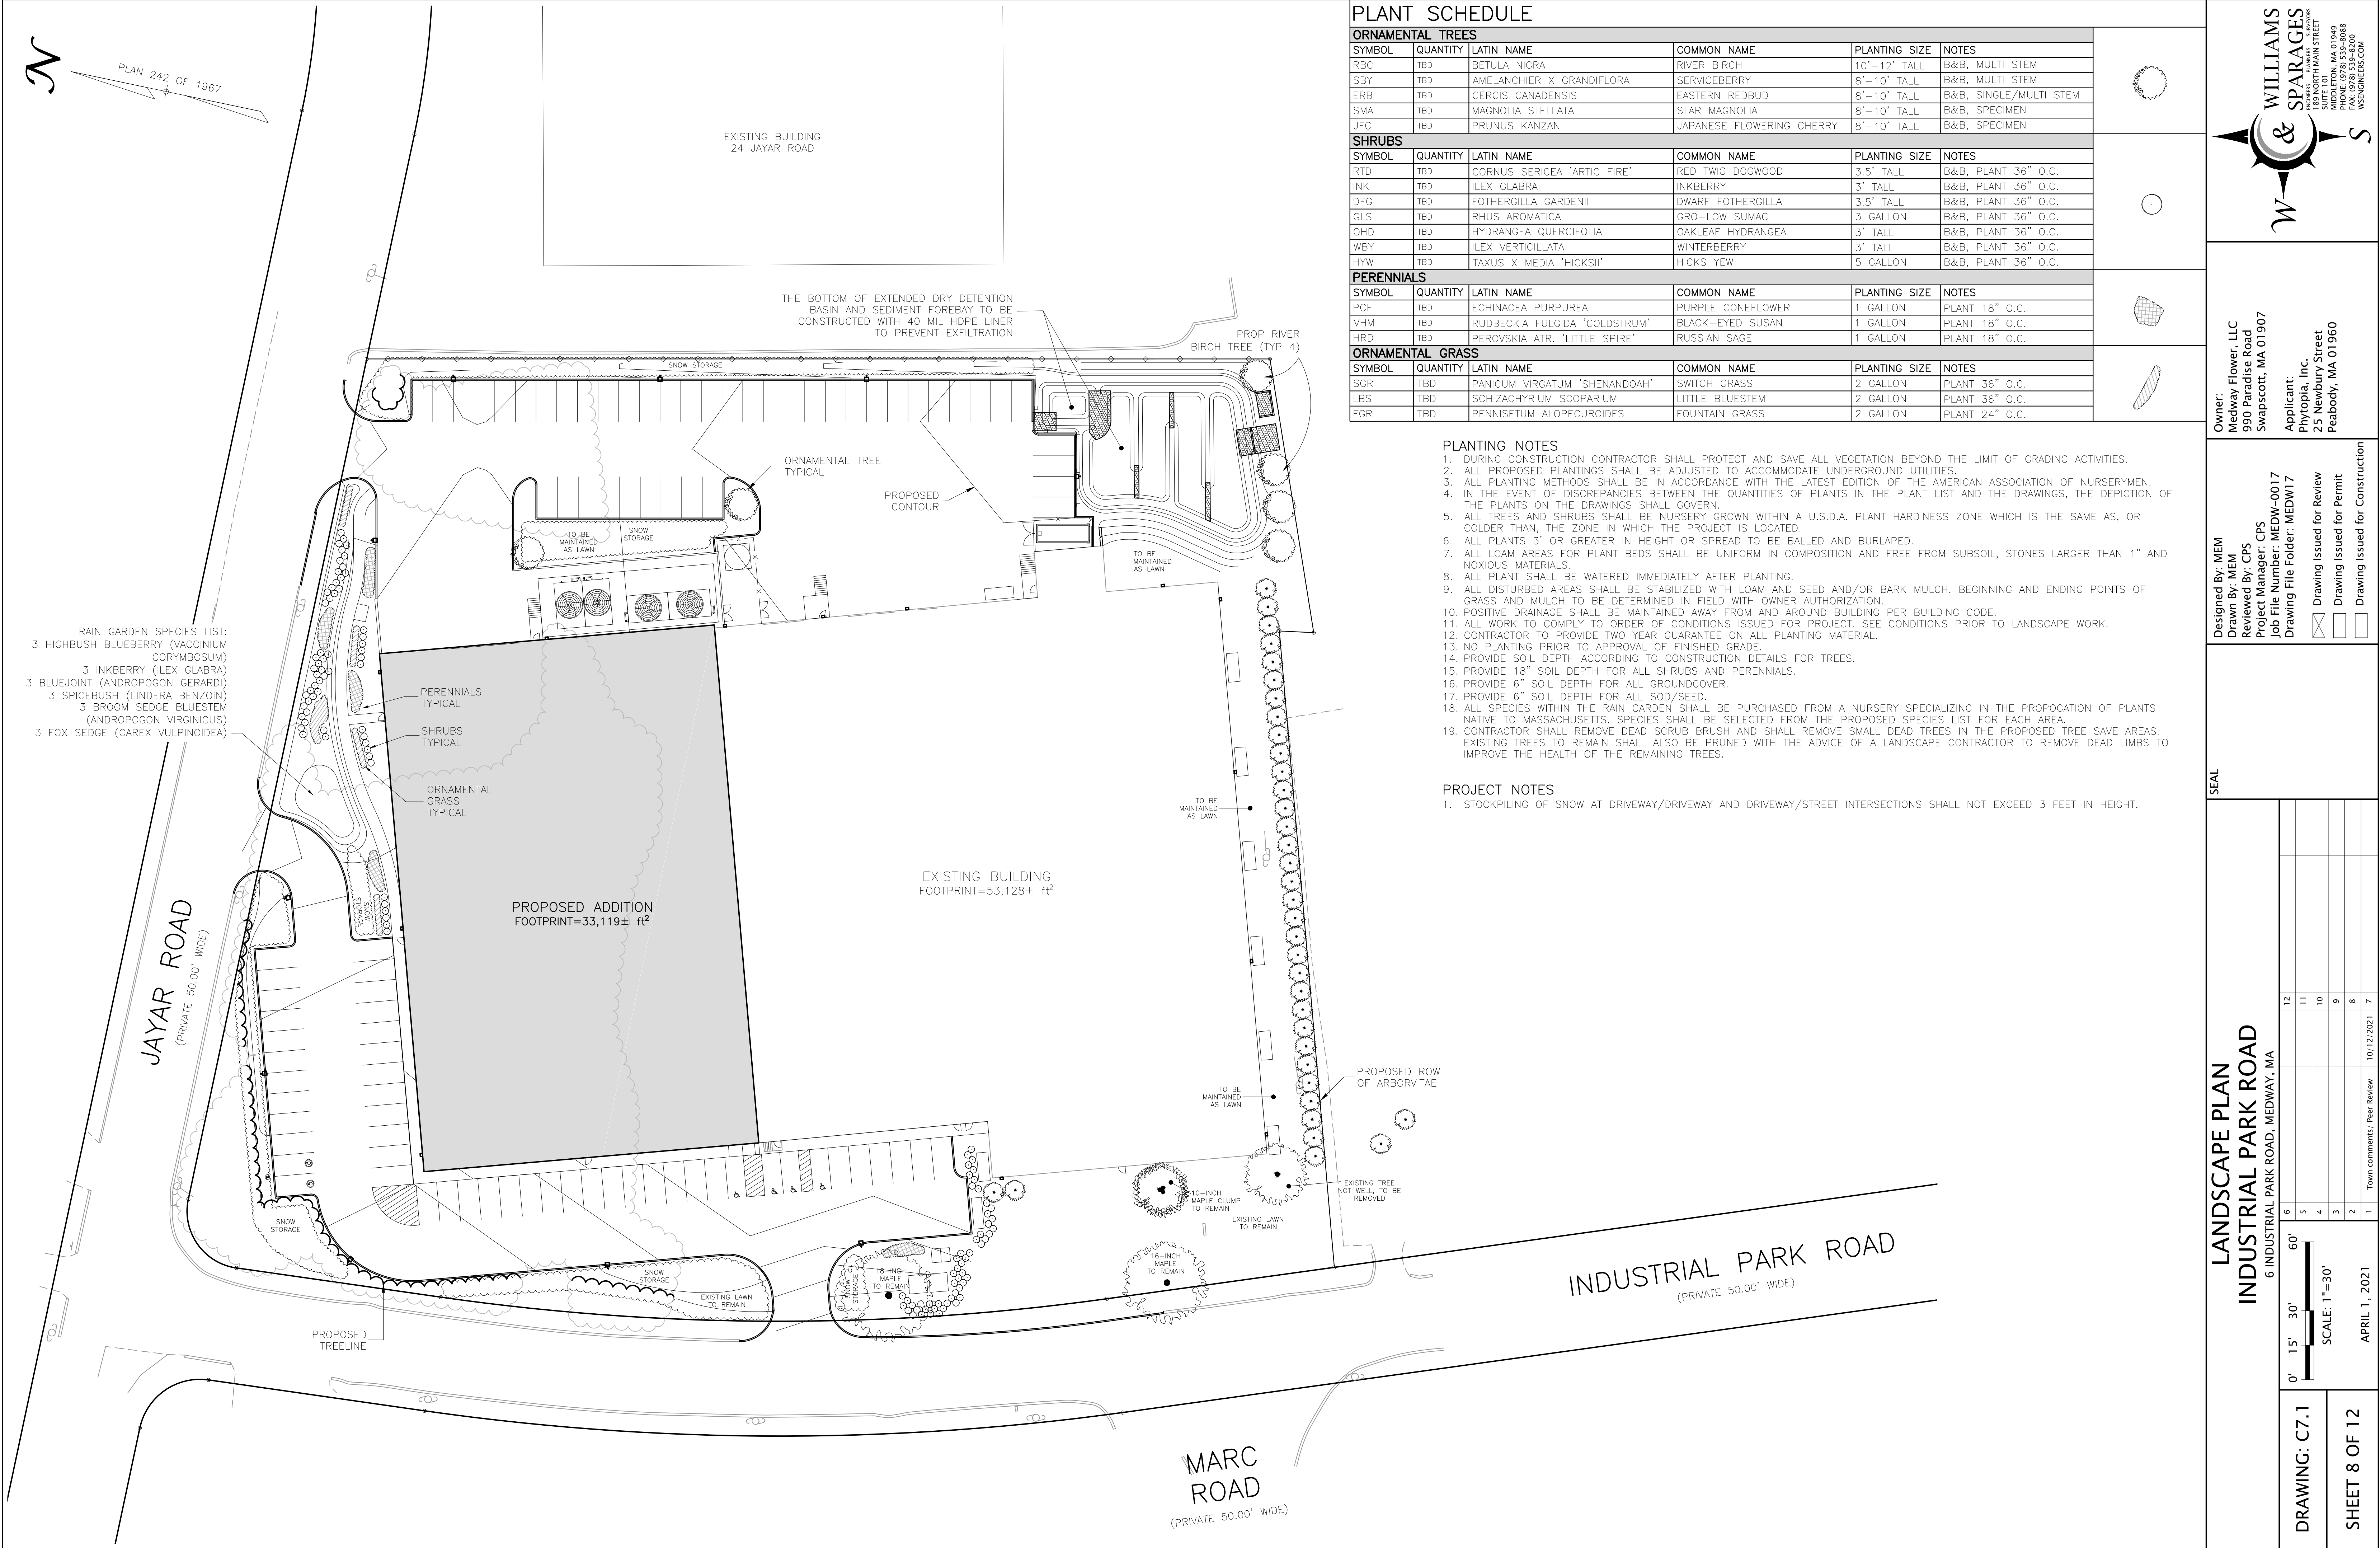 N
PLAN 242 OF 1967
EXISTING BUILDING
24 JAYAR ROAD
THE BOTTOM OF EXTENDED DRY DETENTION
BASIN AND SEDIMENT FOREBAY TO BE
CONSTRUCTED WITH 40 MIL HDPE LINER
TO PREVENT EXFILTRATION
PROP RIVER
BIRCH TREE (TYP 4)
SNOW STORAGE
ORNAMENTAL TREE
TYPICAL
PROPOSED
CONTOUR
TO BE
MAINTAINED
AS LAWN
SNOW
STORAGE
TO BE
MAINTAINED
AS LAWN
RAIN GARDEN SPECIES LIST:
3 HIGHBUSH BLUEBERRY (VACCINIUM
CORYMBOSUM)
3 INKBERRY (ILEX GLABRA)
3 BLUEJOINT (ANDROPOGON GERARDI)
3 SPICEBUSH (LINDERA BENZOIN)
3 BROOM SEDGE BLUESTEM
(ANDROPOGON VIRGINICUS)
3 FOX SEDGE (CAREX VULPINOIDEA)
PERENNIALS
TYPICAL
SHRUBS
TYPICAL
ORNAMENTAL
GRASS
TYPICAL
TO BE
MAINTAINED
AS LAWN
EXISTING BUILDING
FOOTPRINT=53,128± ft²
PROPOSED ADDITION
FOOTPRINT=33,119± ft²
SNOW
STORAGE
JAYAR ROAD
(PRIVATE 50.00' WIDE)
TO BE
MAINTAINED
AS LAWN
PROPOSED ROW
OF ARBORVITAE
10-INCH
MAPLE CLUMP
TO REMAIN
EXISTING TREE
NOT WELL, TO BE
REMOVED
EXISTING LAWN
TO REMAIN
SNOW
STORAGE
SNOW
STORAGE
EXISTING LAWN
TO REMAIN
SNOW
STORAGE
18-INCH
MAPLE
TO REMAIN
16-INCH
MAPLE
TO REMAIN
PROPOSED
TREELINE
INDUSTRIAL PARK ROAD
(PRIVATE 50.00' WIDE)
MARC
ROAD
(PRIVATE 50.00' WIDE)
PLANT SCHEDULE
ORNAMENTAL TREES
SYMBOL QUANTITY LATIN NAME COMMON NAME PLANTING SIZE NOTES
RBC TBD BETULA NIGRA RIVER BIRCH 10'-12' TALL B&B, MULTI STEM
SBY TBD AMELANCHIER X GRANDIFLORA SERVICEBERRY 8'-10' TALL B&B, MULTI STEM
ERB TBD CERCIS CANADENSIS EASTERN REDBUD 8'-10' TALL B&B, SINGLE/MULTI STEM
SMA TBD MAGNOLIA STELLATA STAR MAGNOLIA 8'-10' TALL B&B, SPECIMEN
JFC TBD PRUNUS KANZAN JAPANESE FLOWERING CHERRY 8'-10' TALL B&B, SPECIMEN
SHRUBS
SYMBOL QUANTITY LATIN NAME COMMON NAME PLANTING SIZE NOTES
RTD TBD CORNUS SERICEA 'ARTIC FIRE' RED TWIG DOGWOOD 3.5' TALL B&B, PLANT 36" O.C.
INK TBD ILEX GLABRA INKBERRY 3' TALL B&B, PLANT 36" O.C.
DFG TBD FOTHERGILLA GARDENII DWARF FOTHERGILLA 3.5' TALL B&B, PLANT 36" O.C.
GLS TBD RHUS AROMATICA GRO-LOW SUMAC 3 GALLON B&B, PLANT 36" O.C.
OHD TBD HYDRANGEA QUERCIFOLIA OAKLEAF HYDRANGEA 3' TALL B&B, PLANT 36" O.C.
WBY TBD ILEX VERTICILLATA WINTERBERRY 3' TALL B&B, PLANT 36" O.C.
HYW TBD TAXUS X MEDIA 'HICKSII' HICKS YEW 5 GALLON B&B, PLANT 36" O.C.
PERENNIALS
SYMBOL QUANTITY LATIN NAME COMMON NAME PLANTING SIZE NOTES
PCF TBD ECHINACEA PURPUREA PURPLE CONEFLOWER 1 GALLON PLANT 18" O.C.
VHM TBD RUDBECKIA FULGIDA 'GOLDSTRUM' BLACK-EYED SUSAN 1 GALLON PLANT 18" O.C.
HRD TBD PEROVSKIA ATR. 'LITTLE SPIRE' RUSSIAN SAGE 1 GALLON PLANT 18" O.C.
ORNAMENTAL GRASS
SYMBOL QUANTITY LATIN NAME COMMON NAME PLANTING SIZE NOTES
SGR TBD PANICUM VIRGATUM 'SHENANDOAH' SWITCH GRASS 2 GALLON PLANT 36" O.C.
LBS TBD SCHIZACHYRIUM SCOPARIUM LITTLE BLUESTEM 2 GALLON PLANT 36" O.C.
FGR TBD PENNISETUM ALOPECUROIDES FOUNTAIN GRASS 2 GALLON PLANT 24" O.C.
PLANTING NOTES
1. DURING CONSTRUCTION CONTRACTOR SHALL PROTECT AND SAVE ALL VEGETATION BEYOND THE LIMIT OF GRADING ACTIVITIES.
2. ALL PROPOSED PLANTINGS SHALL BE ADJUSTED TO ACCOMMODATE UNDERGROUND UTILITIES.
3. ALL PLANTING METHODS SHALL BE IN ACCORDANCE WITH THE LATEST EDITION OF THE AMERICAN ASSOCIATION OF NURSERYMEN.
4. IN THE EVENT OF DISCREPANCIES BETWEEN THE QUANTITIES OF PLANTS IN THE PLANT LIST AND THE DRAWINGS, THE DEPICTION OF
THE PLANTS ON THE DRAWINGS SHALL GOVERN.
5. ALL TREES AND SHRUBS SHALL BE NURSERY GROWN WITHIN A U.S.D.A. PLANT HARDINESS ZONE WHICH IS THE SAME AS, OR
COLDER THAN, THE ZONE IN WHICH THE PROJECT IS LOCATED.
6. ALL PLANTS 3' OR GREATER IN HEIGHT OR SPREAD TO BE BALLED AND BURLAPED.
7. ALL LOAM AREAS FOR PLANT BEDS SHALL BE UNIFORM IN COMPOSITION AND FREE FROM SUBSOIL, STONES LARGER THAN 1" AND
NOXIOUS MATERIALS.
8. ALL PLANT SHALL BE WATERED IMMEDIATELY AFTER PLANTING.
9. ALL DISTURBED AREAS SHALL BE STABILIZED WITH LOAM AND SEED AND/OR BARK MULCH. BEGINNING AND ENDING POINTS OF
GRASS AND MULCH TO BE DETERMINED IN FIELD WITH OWNER AUTHORIZATION.
10. POSITIVE DRAINAGE SHALL BE MAINTAINED AWAY FROM AND AROUND BUILDING PER BUILDING CODE.
11. ALL WORK TO COMPLY TO ORDER OF CONDITIONS ISSUED FOR PROJECT. SEE CONDITIONS PRIOR TO LANDSCAPE WORK.
12. CONTRACTOR TO PROVIDE TWO YEAR GUARANTEE ON ALL PLANTING MATERIAL.
13. NO PLANTING PRIOR TO APPROVAL OF FINISHED GRADE.
14. PROVIDE SOIL DEPTH ACCORDING TO CONSTRUCTION DETAILS FOR TREES.
15. PROVIDE 18" SOIL DEPTH FOR ALL SHRUBS AND PERENNIALS.
16. PROVIDE 6" SOIL DEPTH FOR ALL GROUNDCOVER.
17. PROVIDE 6" SOIL DEPTH FOR ALL SOD/SEED.
18. ALL SPECIES WITHIN THE RAIN GARDEN SHALL BE PURCHASED FROM A NURSERY SPECIALIZING IN THE PROPOGATION OF PLANTS
NATIVE TO MASSACHUSETTS. SPECIES SHALL BE SELECTED FROM THE PROPOSED SPECIES LIST FOR EACH AREA.
19. CONTRACTOR SHALL REMOVE DEAD SCRUB BRUSH AND SHALL REMOVE SMALL DEAD TREES IN THE PROPOSED TREE SAVE AREAS.
EXISTING TREES TO REMAIN SHALL ALSO BE PRUNED WITH THE ADVICE OF A LANDSCAPE CONTRACTOR TO REMOVE DEAD LIMBS TO
IMPROVE THE HEALTH OF THE REMAINING TREES.
PROJECT NOTES
1. STOCKPILING OF SNOW AT DRIVEWAY/DRIVEWAY AND DRIVEWAY/STREET INTERSECTIONS SHALL NOT EXCEED 3 FEET IN HEIGHT.
W & S
WILLIAMS
SPARAGES
ENGINEERS | PLANNERS | SURVEYORS
189 NORTH MAIN STREET
SUITE 101
MIDDLETON, MA 01949
PHONE: (978) 539-8088
FAX: (978) 539-8200
WSENGINEERS.COM
Owner:
Medway Flower, LLC
990 Paradise Road
Swapscott, MA 01907
Applicant:
Phytopia, Inc.
25 Newbury Street
Peabody, MA 01960
Designed By: MEM
Drawn By: MEM
Reviewed By: CPS
Project Manager: CPS
Job File Number: MEDW-0017
Drawing File Folder: MEDW17
Drawing Issued for Review
Drawing Issued for Permit
Drawing Issued for Construction
SEAL
LANDSCAPE PLAN
INDUSTRIAL PARK ROAD
6 INDUSTRIAL PARK ROAD, MEDWAY, MA
6 12
5 11
4 10
3 9
2 8
1 Town comments/ Peer Review 10/12/2021 7
0' 15' 30' 60'
SCALE: 1"=30'
APRIL 1, 2021
DRAWING: C7.1
SHEET 8 OF 12